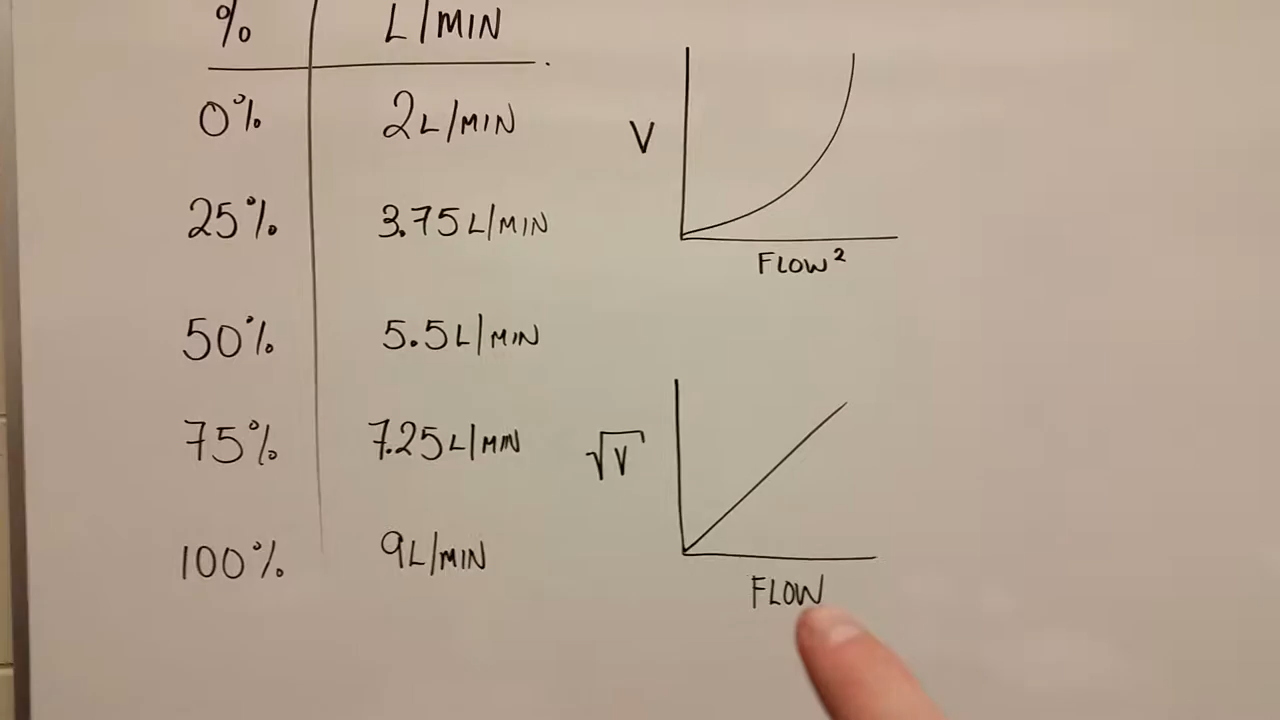 % L/MIN
0% 2L/MIN
25% 3.75L/MIN
50% 5.5L/MIN
75% 7.25L/MIN
100% 9L/MIN
V
FLOW²
√V
FLOW